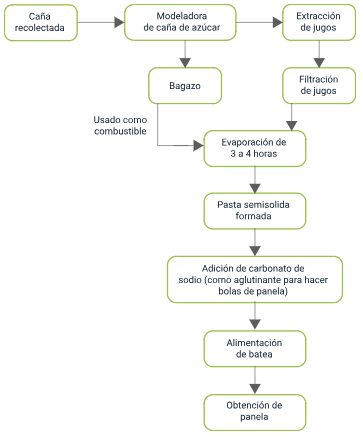 Caña
recolectada
Modeladora
de caña de azúcar
Extracción
de jugos
Bagazo
Filtración
de jugos
Usado como
combustible
Evaporación de
3 a 4 horas
Pasta semisolida
formada
Adición de carbonato de
sodio (como aglutinante para hacer
bolas de panela)
Alimentación
de batea
Obtención de
panela